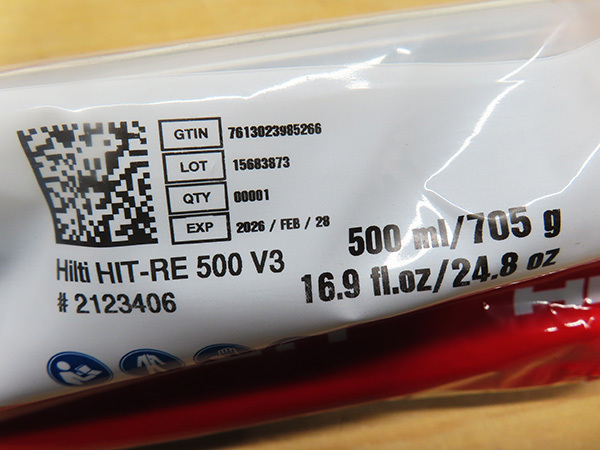 GTIN 7613023985266
LOT 15683873
QTY 00001
EXP 2026 / FEB / 28
Hilti HIT-RE 500 V3
# 2123406
500 ml/705 g
16.9 fl.oz/24.8 oz